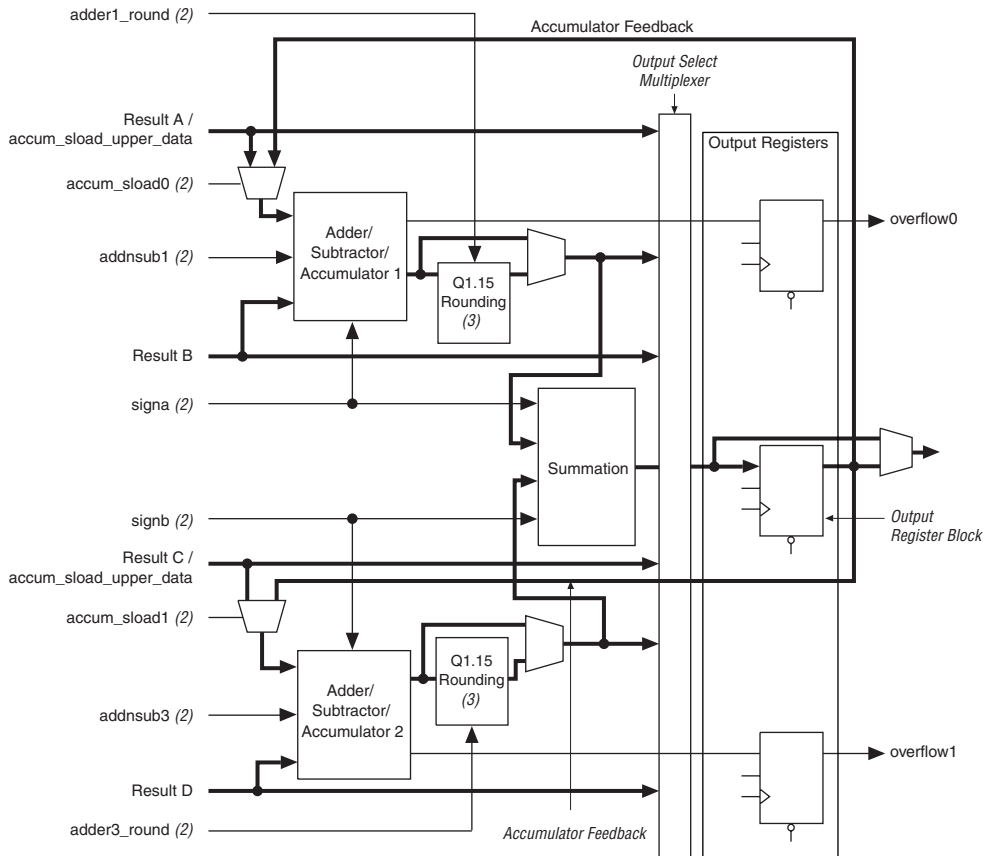 adder1_round (2)
Accumulator Feedback
Output Select
Multiplexer
Result A /
accum_sload_upper_data
Output Registers
accum_sload0 (2)
overflow0
Adder/
Subtractor/
Accumulator 1
addnsub1 (2)
Q1.15
Rounding
(3)
Result B
signa (2)
Summation
signb (2)
Output
Register Block
Result C /
accum_sload_upper_data
accum_sload1 (2)
Q1.15
Rounding
(3)
Adder/
Subtractor/
Accumulator 2
addnsub3 (2)
overflow1
Result D
adder3_round (2)
Accumulator Feedback